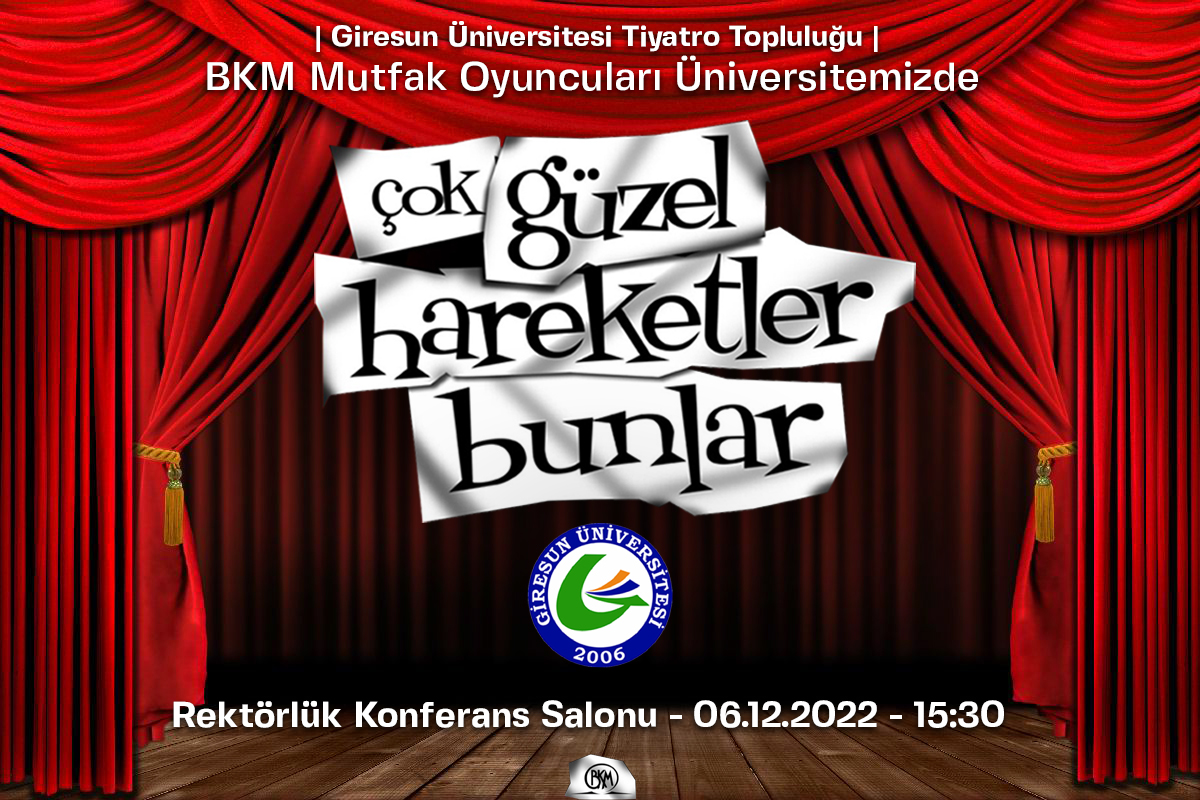 | Giresun Üniversitesi Tiyatro Topluluğu |
BKM Mutfak Oyuncuları Üniversitemizde
çok güzel
hareketler
bunlar
GİRESUN ÜNİVERSİTESİ
2006
Rektörlük Konferans Salonu - 06.12.2022 - 15:30
BKM